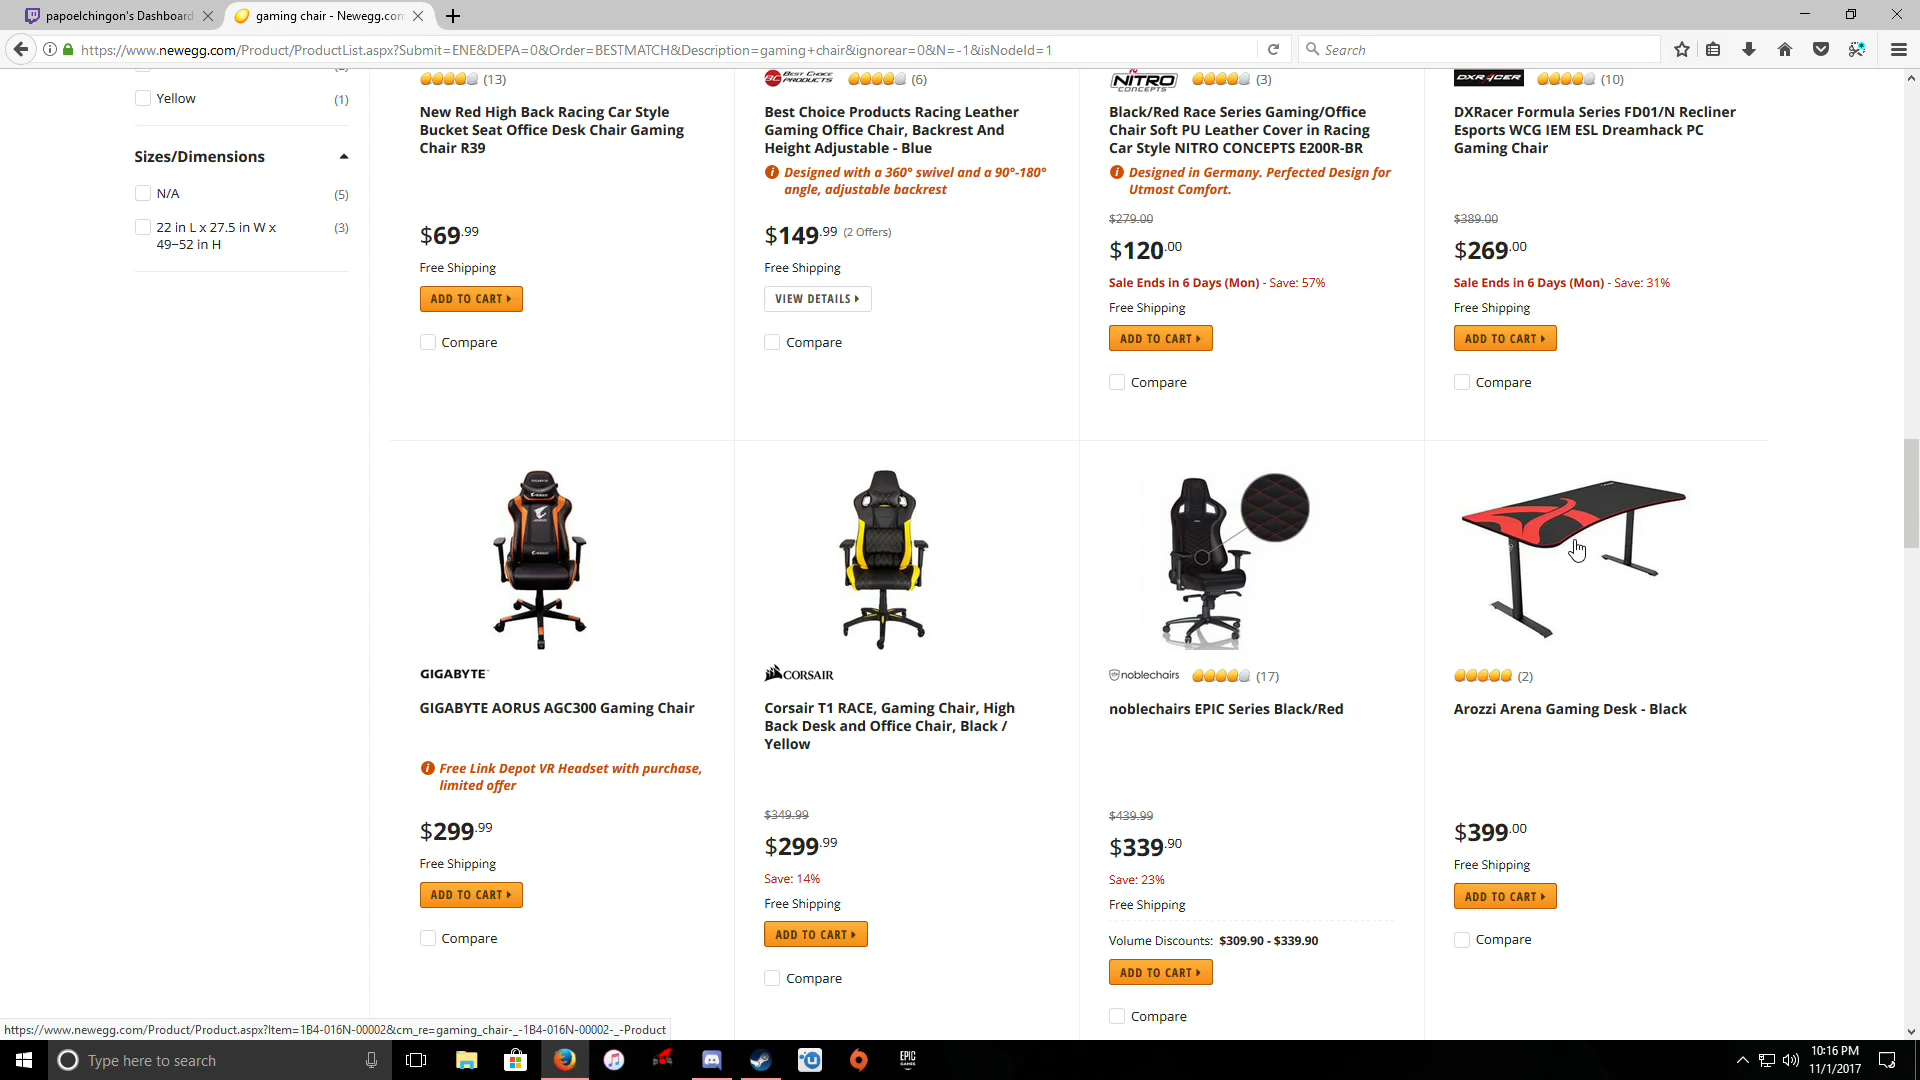 papoelchingon's Dashboard
gaming chair - Newegg.com
https://www.newegg.com/Product/ProductList.aspx?Submit=ENE&DEPA=0&Order=BESTMATCH&Description=gaming+chair&ignorear=0&N=-1&isNodeId=1
Search
Yellow (1)
Sizes/Dimensions
N/A (5)
22 in L x 27.5 in W x (3)
49~52 in H
(13)
New Red High Back Racing Car Style
Bucket Seat Office Desk Chair Gaming
Chair R39
$69.99
Free Shipping
ADD TO CART
Compare
BEST CHOICE PRODUCTS (6)
Best Choice Products Racing Leather
Gaming Office Chair, Backrest And
Height Adjustable - Blue
Designed with a 360° swivel and a 90°-180°
angle, adjustable backrest
$149.99 (2 Offers)
Free Shipping
VIEW DETAILS
Compare
NITRO CONCEPTS (3)
Black/Red Race Series Gaming/Office
Chair Soft PU Leather Cover in Racing
Car Style NITRO CONCEPTS E200R-BR
Designed in Germany. Perfected Design for
Utmost Comfort.
$279.00
$120.00
Sale Ends in 6 Days (Mon) - Save: 57%
Free Shipping
ADD TO CART
Compare
DXRACER (10)
DXRacer Formula Series FD01/N Recliner
Esports WCG IEM ESL Dreamhack PC
Gaming Chair
$389.00
$269.00
Sale Ends in 6 Days (Mon) - Save: 31%
Free Shipping
ADD TO CART
Compare
GIGABYTE
GIGABYTE AORUS AGC300 Gaming Chair
Free Link Depot VR Headset with purchase,
limited offer
$299.99
Free Shipping
ADD TO CART
Compare
CORSAIR
Corsair T1 RACE, Gaming Chair, High
Back Desk and Office Chair, Black /
Yellow
$349.99
$299.99
Save: 14%
Free Shipping
ADD TO CART
Compare
noblechairs (17)
noblechairs EPIC Series Black/Red
$439.99
$339.90
Save: 23%
Free Shipping
Volume Discounts: $309.90 - $339.90
ADD TO CART
Compare
(2)
Arozzi Arena Gaming Desk - Black
$399.00
Free Shipping
ADD TO CART
Compare
https://www.newegg.com/Product/Product.aspx?Item=1B4-016N-00002&cm_re=gaming_chair-_-1B4-016N-00002-_-Product
Type here to search
EPIC
GAMES
10:16 PM
11/1/2017